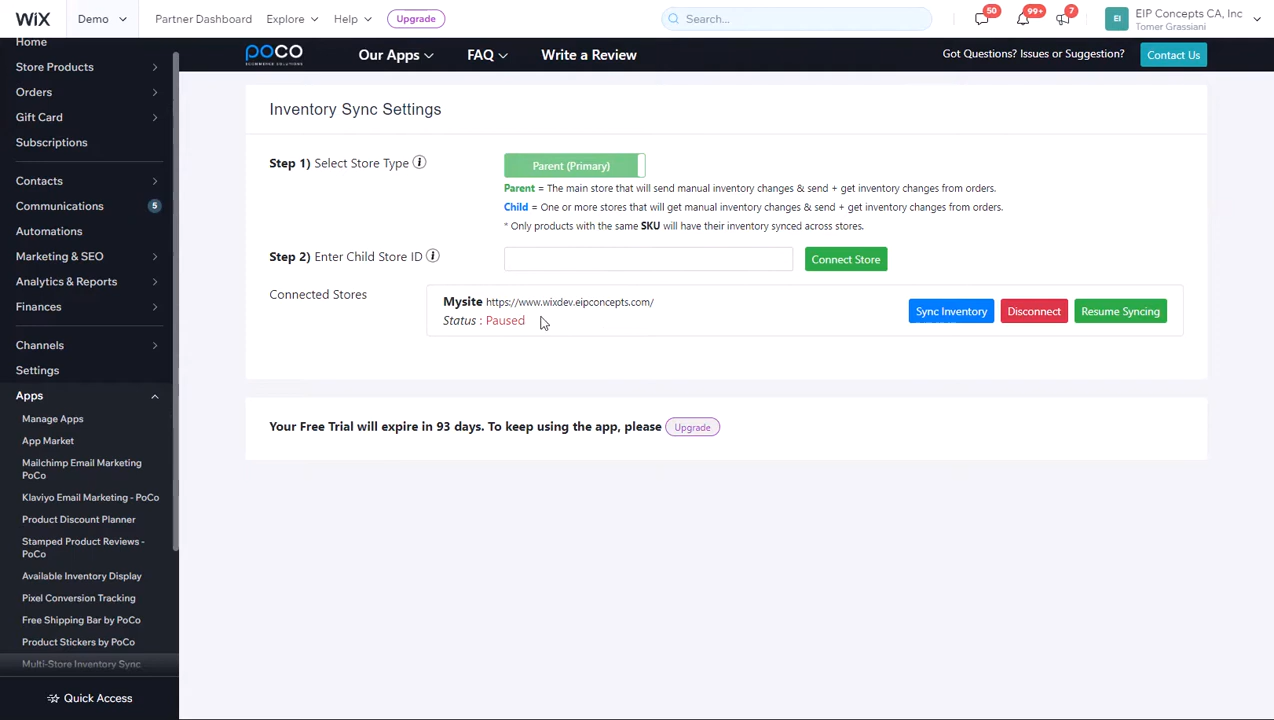 WiX
Demo
Partner Dashboard
Explore
Help
Upgrade
Search...
50
99+
7
EI
EIP Concepts CA, Inc
Tomer Grassiani
Home
Store Products
Orders
Gift Card
Subscriptions
Contacts
Communications
5
Automations
Marketing & SEO
Analytics & Reports
Finances
Channels
Settings
Apps
Manage Apps
App Market
Mailchimp Email Marketing
PoCo
Klaviyo Email Marketing - PoCo
Product Discount Planner
Stamped Product Reviews -
PoCo
Available Inventory Display
Pixel Conversion Tracking
Free Shipping Bar by PoCo
Product Stickers by PoCo
Multi-Store Inventory Sync
Quick Access
poco
ECOMMERCE SOLUTIONS
Our Apps
FAQ
Write a Review
Got Questions? Issues or Suggestion?
Contact Us
Inventory Sync Settings
Step 1) Select Store Type
Parent (Primary)
Parent = The main store that will send manual inventory changes & send + get inventory changes from orders.
Child = One or more stores that will get manual inventory changes & send + get inventory changes from orders.
* Only products with the same SKU will have their inventory synced across stores.
Step 2) Enter Child Store ID
Connect Store
Connected Stores
Mysite https://www.wixdev.eipconcepts.com/
Status : Paused
Sync Inventory
Disconnect
Resume Syncing
Your Free Trial will expire in 93 days. To keep using the app, please Upgrade